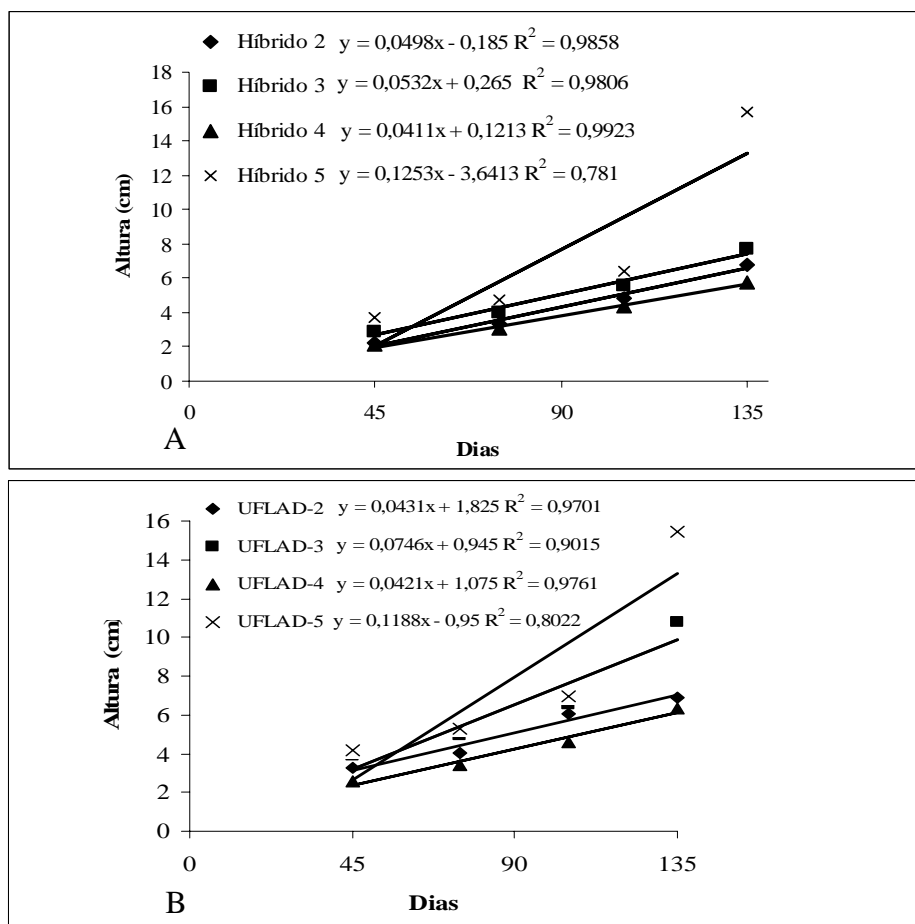 Híbrido 2 y = 0,0498x - 0,185 R² = 0,9858
Híbrido 3 y = 0,0532x + 0,265 R² = 0,9806
Híbrido 4 y = 0,0411x + 0,1213 R² = 0,9923
Híbrido 5 y = 0,1253x - 3,6413 R² = 0,781
Altura (cm)
18
16
14
12
10
8
6
4
2
0
0 45 90 135
Dias
A
UFLAD-2 y = 0,0431x + 1,825 R² = 0,9701
UFLAD-3 y = 0,0746x + 0,945 R² = 0,9015
UFLAD-4 y = 0,0421x + 1,075 R² = 0,9761
UFLAD-5 y = 0,1188x - 0,95 R² = 0,8022
Altura (cm)
16
14
12
10
8
6
4
2
0
0 45 90 135
Dias
B